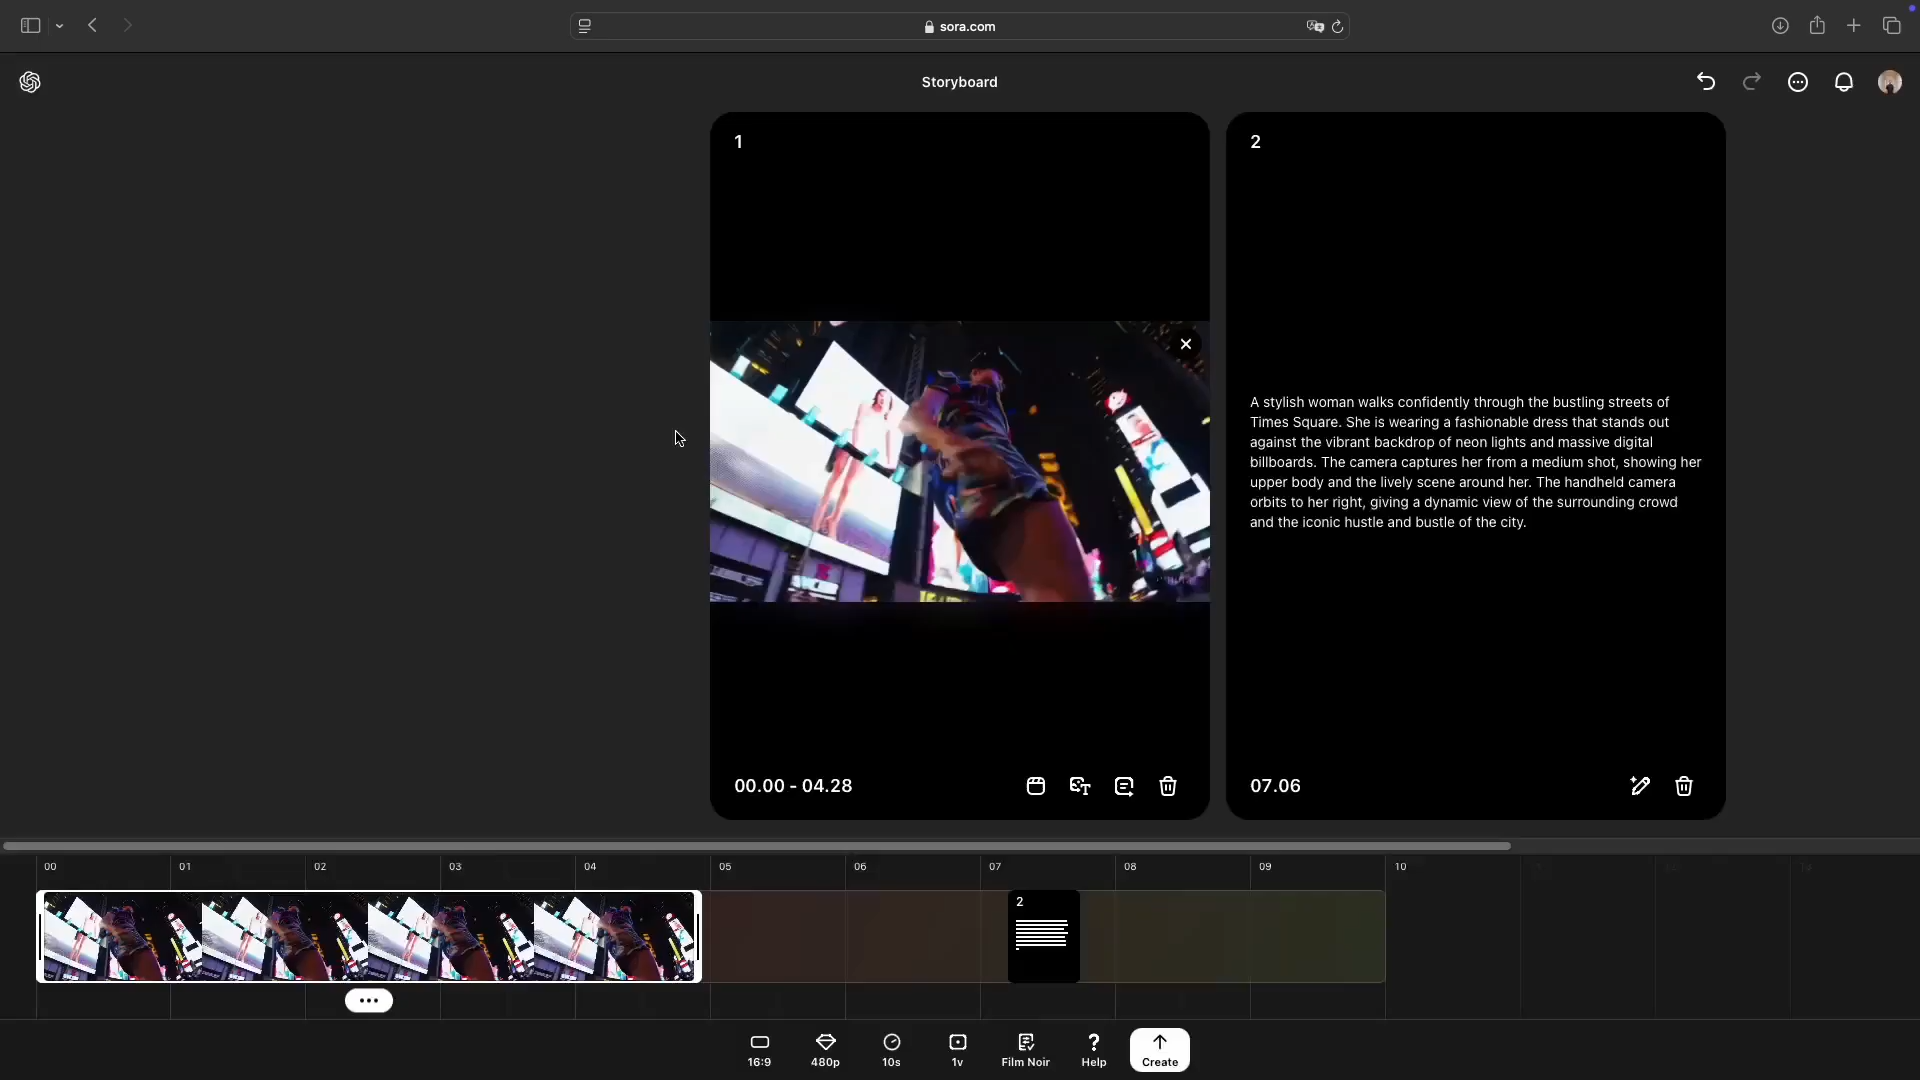 sora.com
Storyboard
1
2
A stylish woman walks confidently through the bustling streets of
Times Square. She is wearing a fashionable dress that stands out
against the vibrant backdrop of neon lights and massive digital
billboards. The camera captures her from a medium shot, showing her
upper body and the lively scene around her. The handheld camera
orbits to her right, giving a dynamic view of the surrounding crowd
and the iconic hustle and bustle of the city.
00.00 - 04.28
07.06
00 01 02 03 04 05 06 07 08 09 10
2
16:9 480p 10s 1v Film Noir Help Create